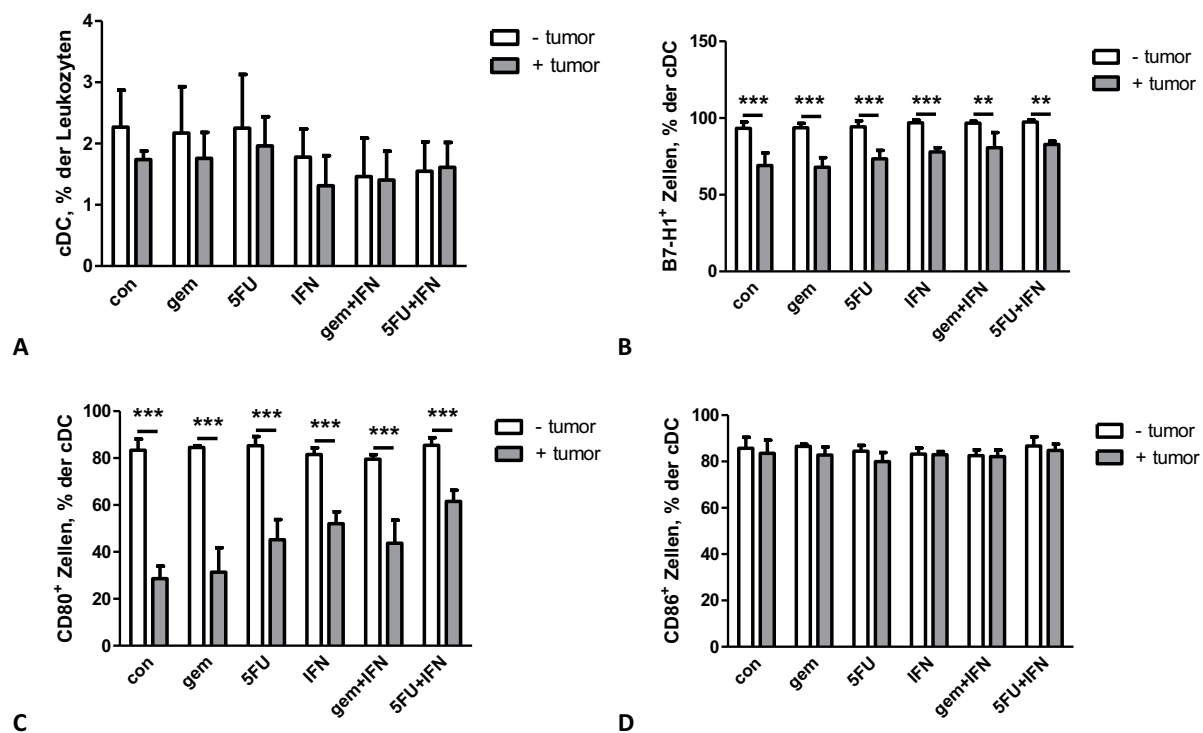 cDC, % der Leukozyten
4
3
2
1
0
con
gem
5FU
IFN
gem+IFN
5FU+IFN
- tumor
+ tumor
A
B7-H1⁺ Zellen, % der cDC
150
100
50
0
***
***
***
***
**
**
con
gem
5FU
IFN
gem+IFN
5FU+IFN
- tumor
+ tumor
B
CD80⁺ Zellen, % der cDC
100
80
60
40
20
0
***
***
***
***
***
***
con
gem
5FU
IFN
gem+IFN
5FU+IFN
- tumor
+ tumor
C
CD86⁺ Zellen, % der cDC
100
80
60
40
20
0
con
gem
5FU
IFN
gem+IFN
5FU+IFN
- tumor
+ tumor
D